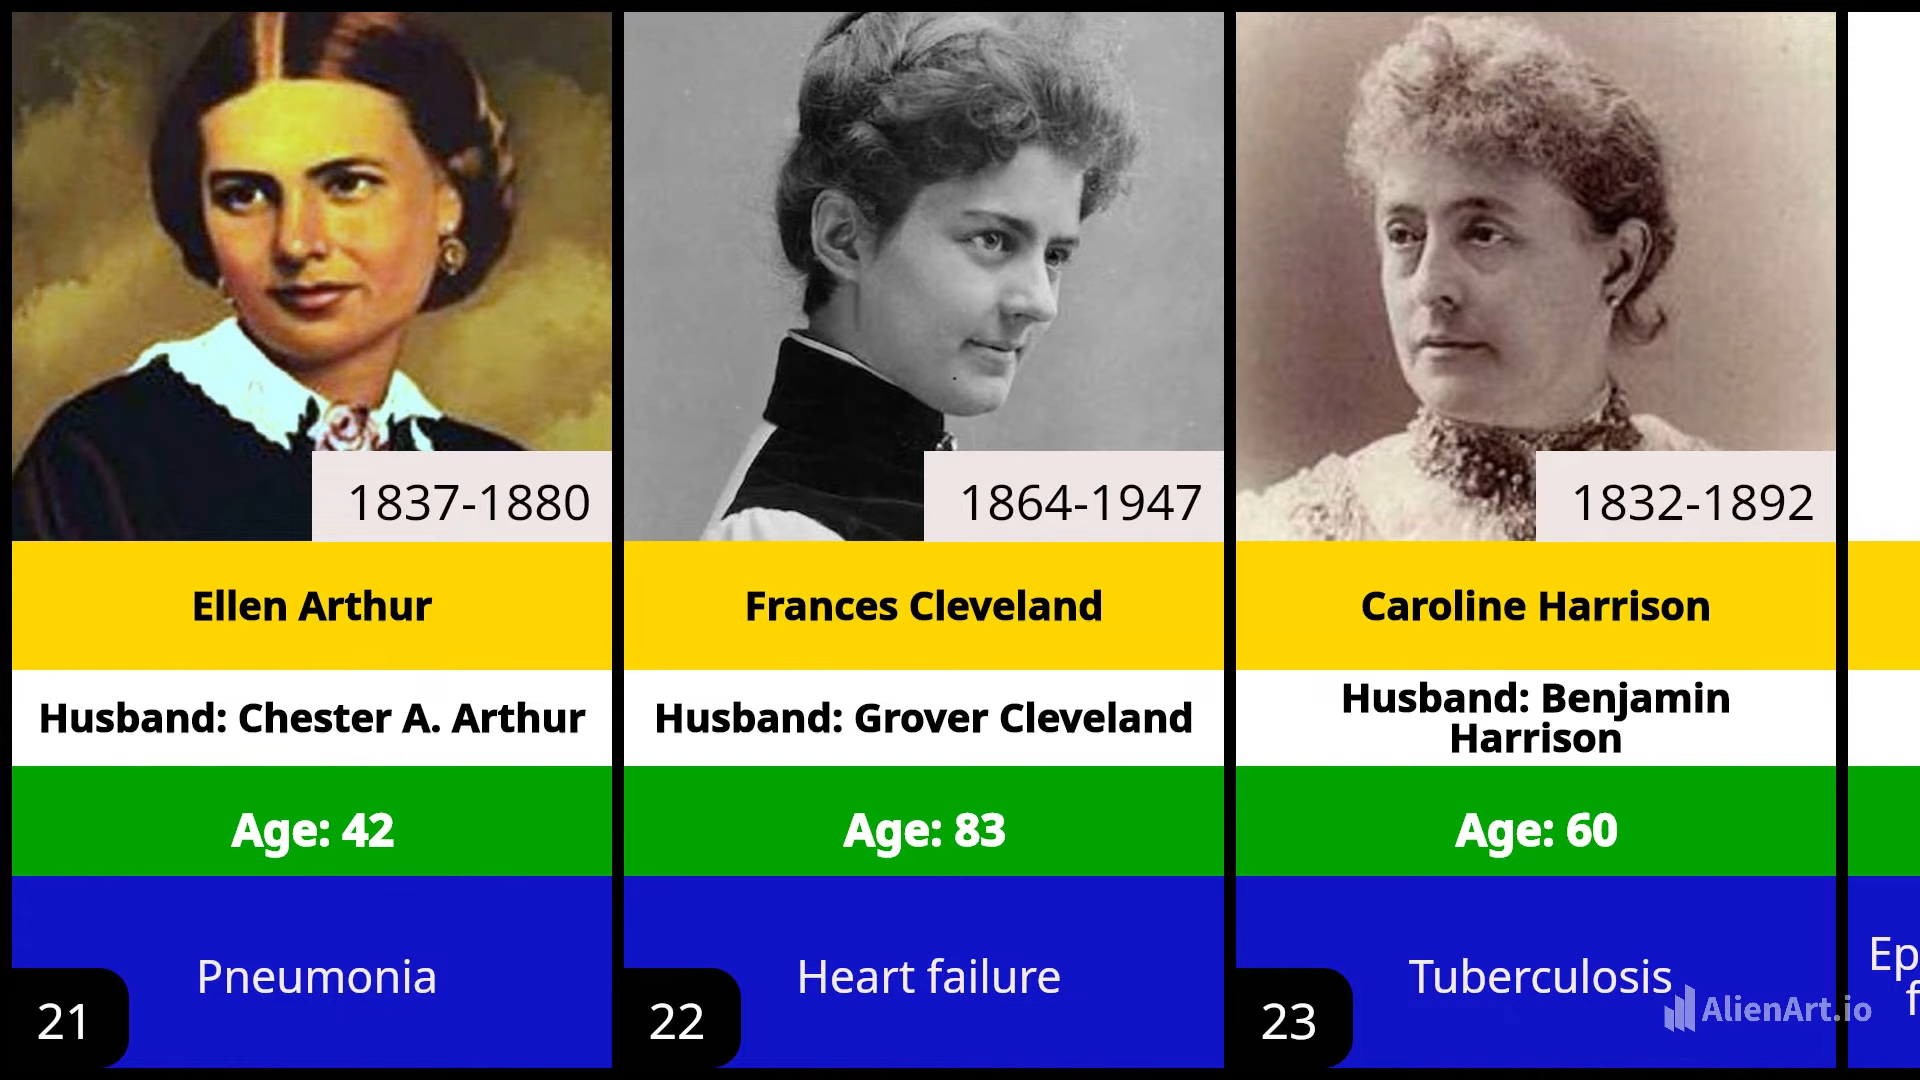 1837-1880
Ellen Arthur
Husband: Chester A. Arthur
Age: 42
Pneumonia
21
1864-1947
Frances Cleveland
Husband: Grover Cleveland
Age: 83
Heart failure
22
1832-1892
Caroline Harrison
Husband: Benjamin
Harrison
Age: 60
Tuberculosis
23
Ep
f
AlienArt.io